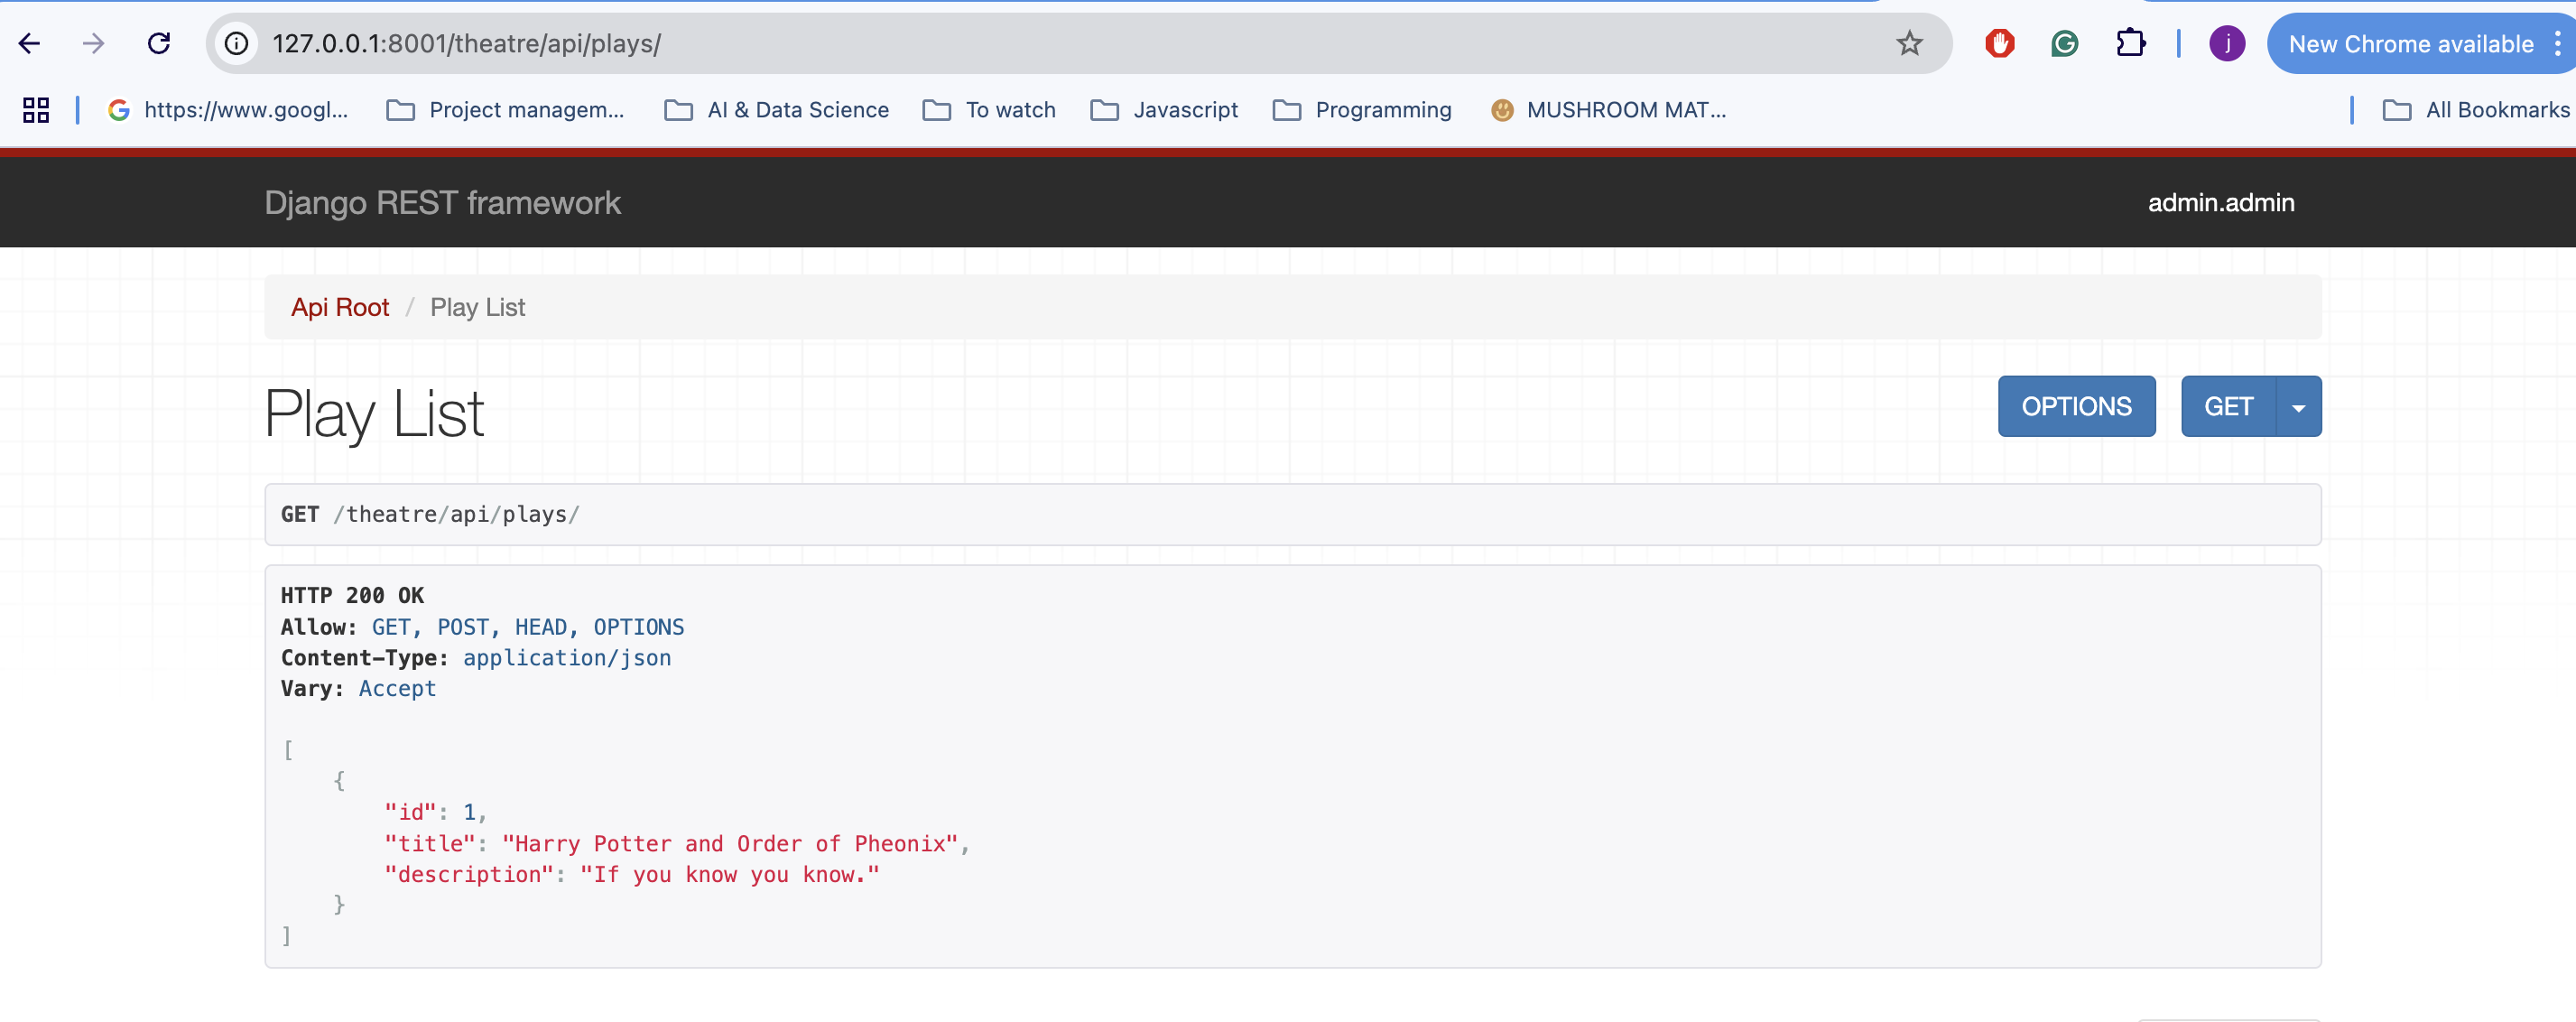 127.0.0.1:8001/theatre/api/plays/
j
New Chrome available
https://www.googl...
Project managem...
AI & Data Science
To watch
Javascript
Programming
MUSHROOM MAT...
All Bookmarks
Django REST framework
admin.admin
Api Root / Play List
Play List
OPTIONS
GET
GET /theatre/api/plays/
HTTP 200 OK
Allow: GET, POST, HEAD, OPTIONS
Content-Type: application/json
Vary: Accept
[
{
"id": 1,
"title": "Harry Potter and Order of Pheonix",
"description": "If you know you know."
}
]